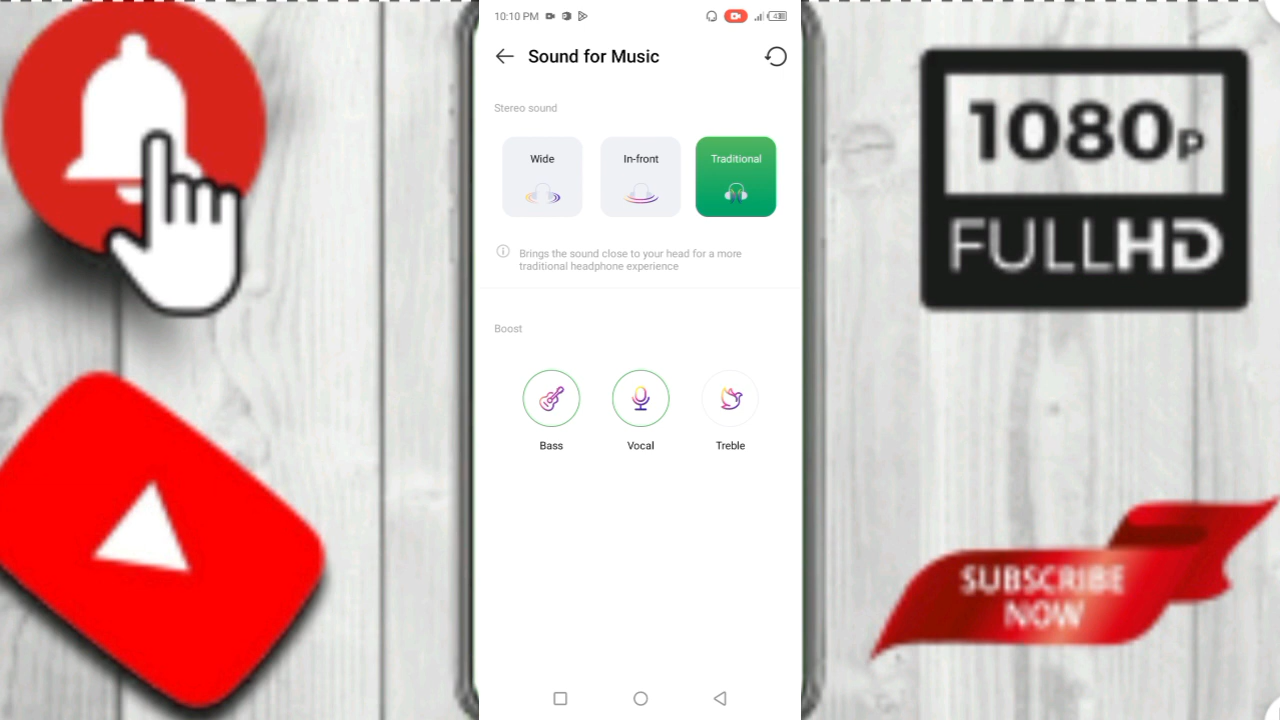 10:10 PM
43
Sound for Music
Stereo sound
Wide
In-front
Traditional
Brings the sound close to your head for a more
traditional headphone experience
Boost
Bass
Vocal
Treble
1080P
FULLHD
SUBSCRIBE
NOW